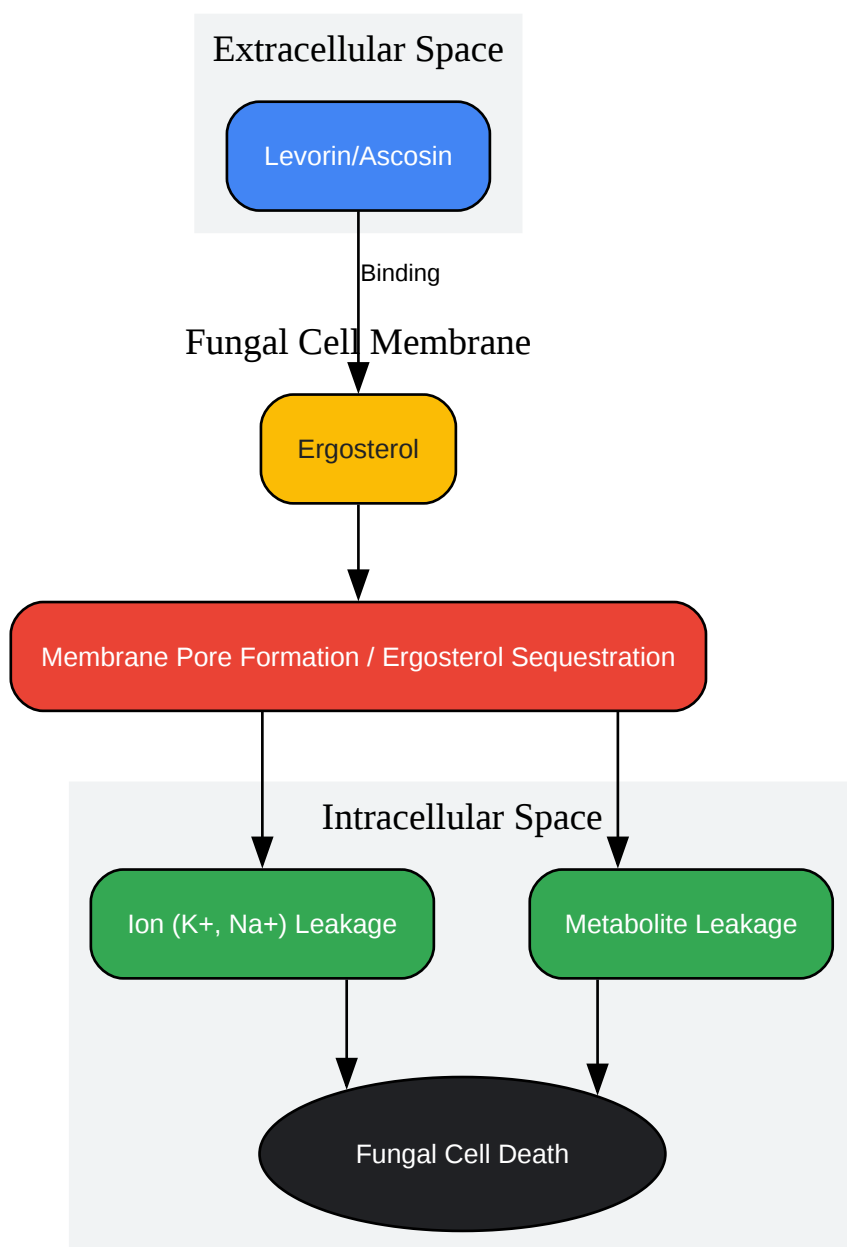 Extracellular Space
Levorin/Ascosin
Binding
Fungal Cell Membrane
Ergosterol
Membrane Pore Formation / Ergosterol Sequestration
Intracellular Space
Ion (K+, Na+) Leakage
Metabolite Leakage
Fungal Cell Death